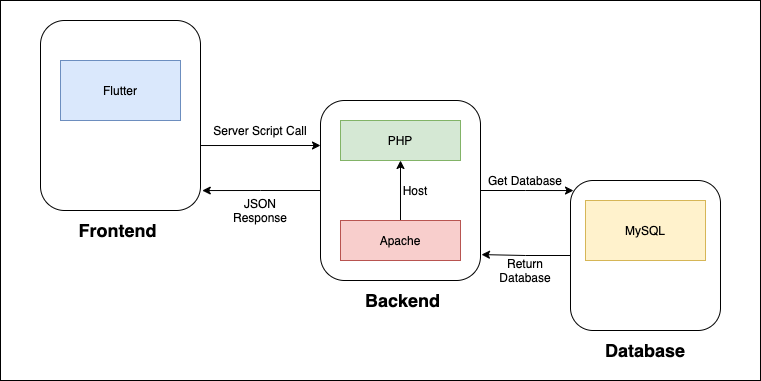 Flutter
Frontend
Server Script Call
JSON
Response
PHP
Host
Apache
Backend
Get Database
Return
Database
MySQL
Database